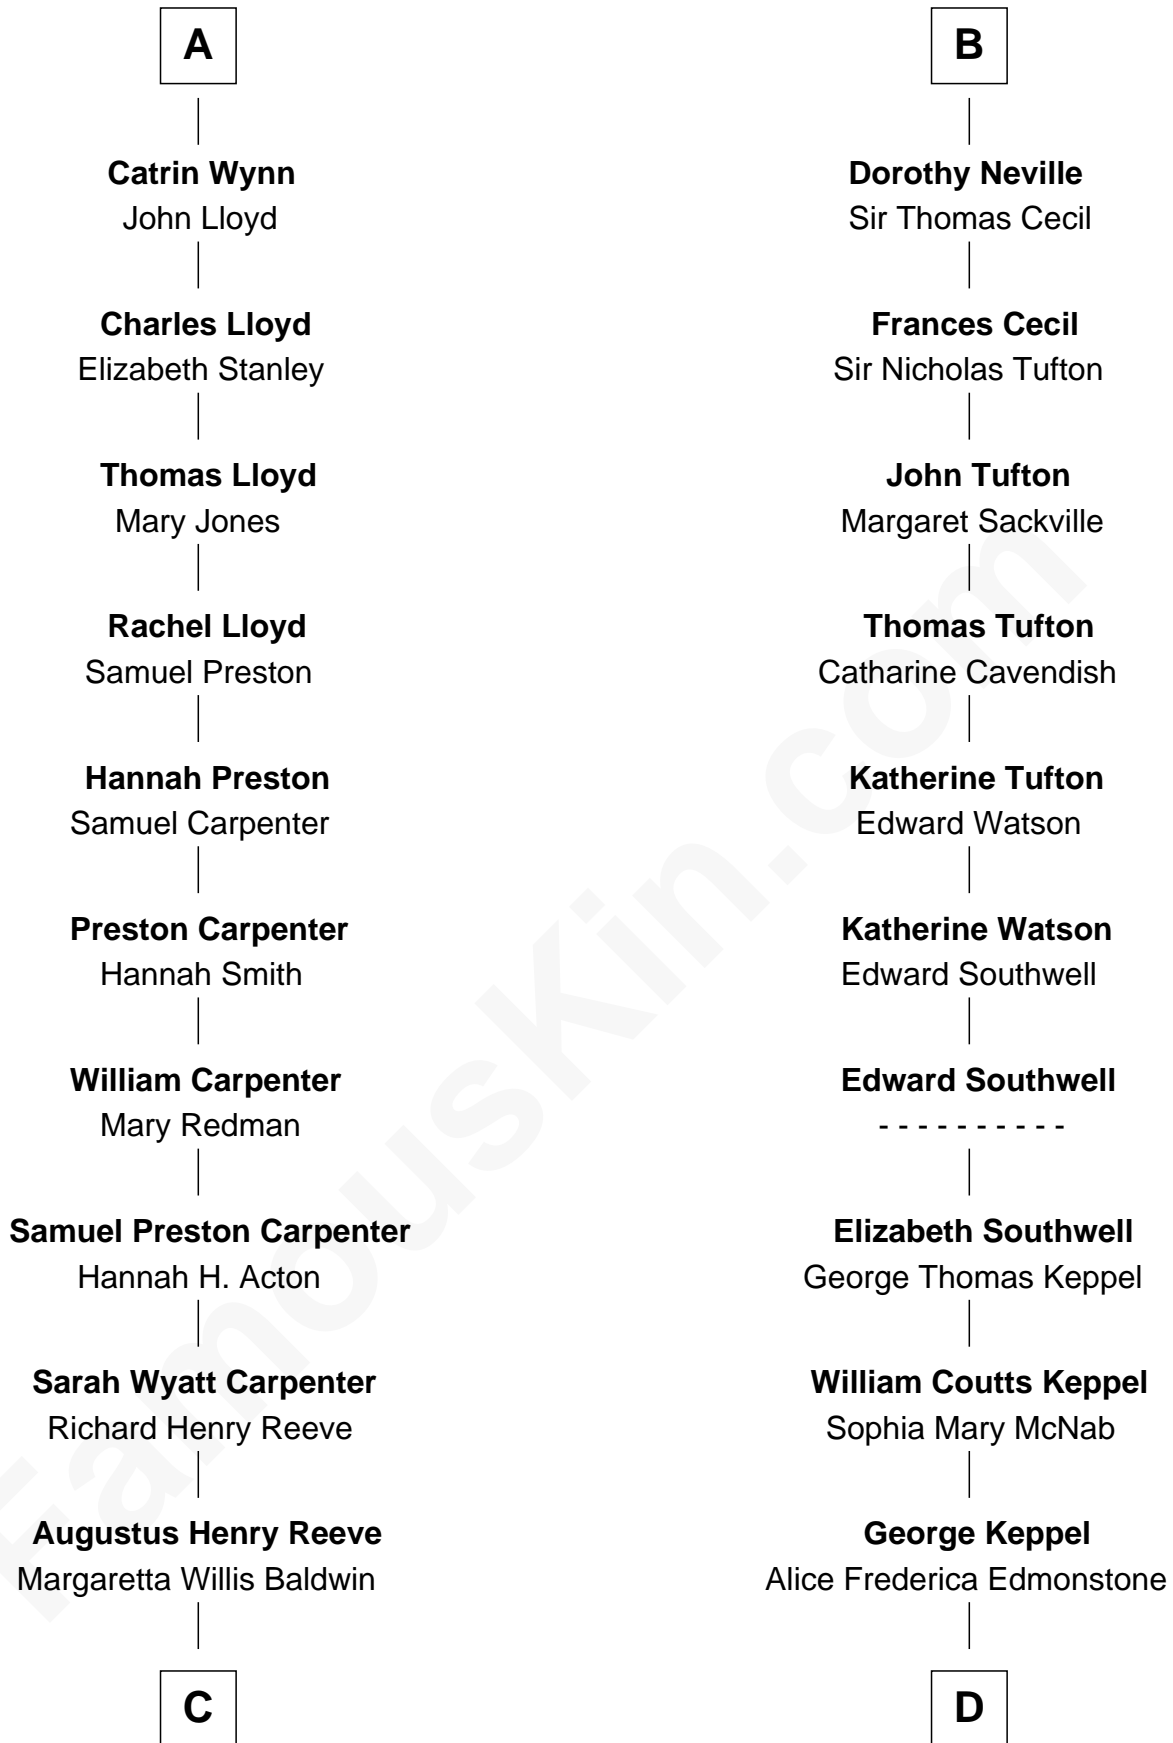 A
Catrin Wynn
John Lloyd
Charles Lloyd
Elizabeth Stanley
Thomas Lloyd
Mary Jones
Rachel Lloyd
Samuel Preston
Hannah Preston
Samuel Carpenter
Preston Carpenter
Hannah Smith
William Carpenter
Mary Redman
Samuel Preston Carpenter
Hannah H. Acton
Sarah Wyatt Carpenter
Richard Henry Reeve
Augustus Henry Reeve
Margaretta Willis Baldwin
C
B
Dorothy Neville
Sir Thomas Cecil
Frances Cecil
Sir Nicholas Tufton
John Tufton
Margaret Sackville
Thomas Tufton
Catharine Cavendish
Katherine Tufton
Edward Watson
Katherine Watson
Edward Southwell
Edward Southwell
- - - - - - - - - -
Elizabeth Southwell
George Thomas Keppel
William Coutts Keppel
Sophia Mary McNab
George Keppel
Alice Frederica Edmonstone
D
FamousKin.com